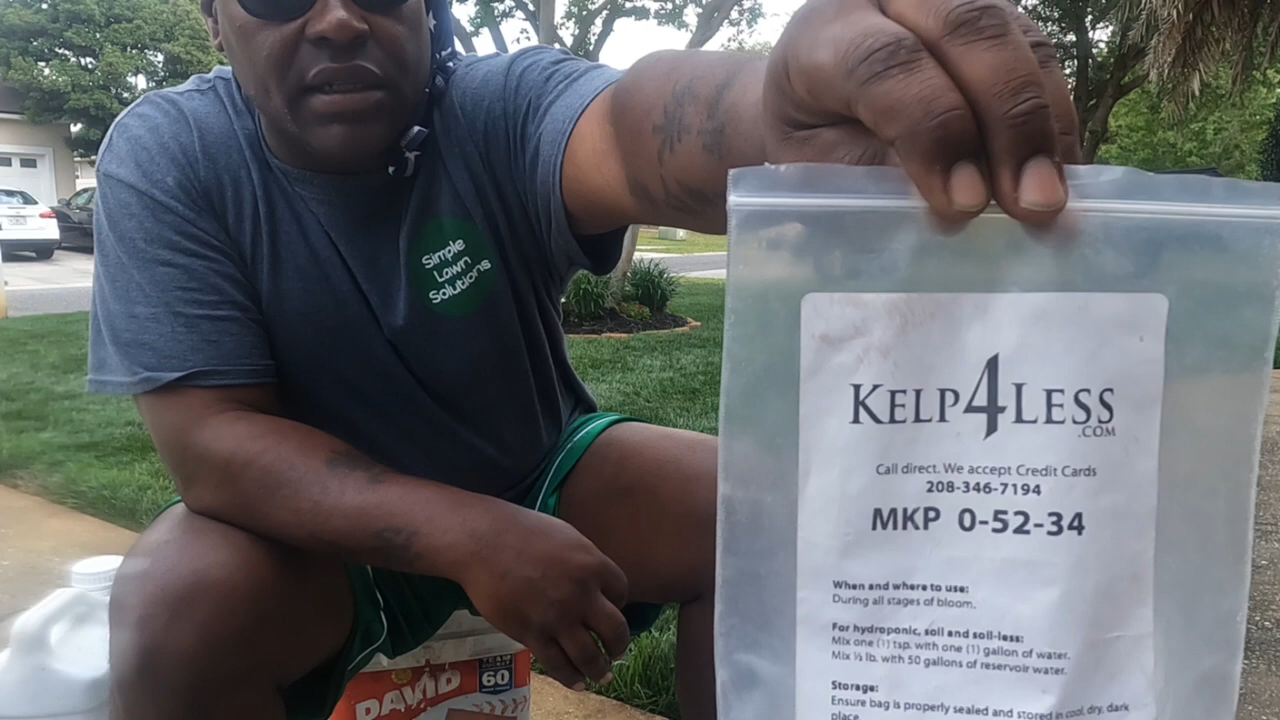 Simple
Lawn
Solutions
KELP4LESS
.COM
Call direct. We accept Credit Cards
208-346-7194
MKP 0-52-34
When and where to use:
During all stages of bloom.
For hydroponic, soil and soil-less:
Mix one (1) tsp. with one (1) gallon of water.
Mix ½ lb. with 50 gallons of reservoir water.
Storage:
Ensure bag is properly sealed and stored in cool, dry, dark
place
DAVID
60